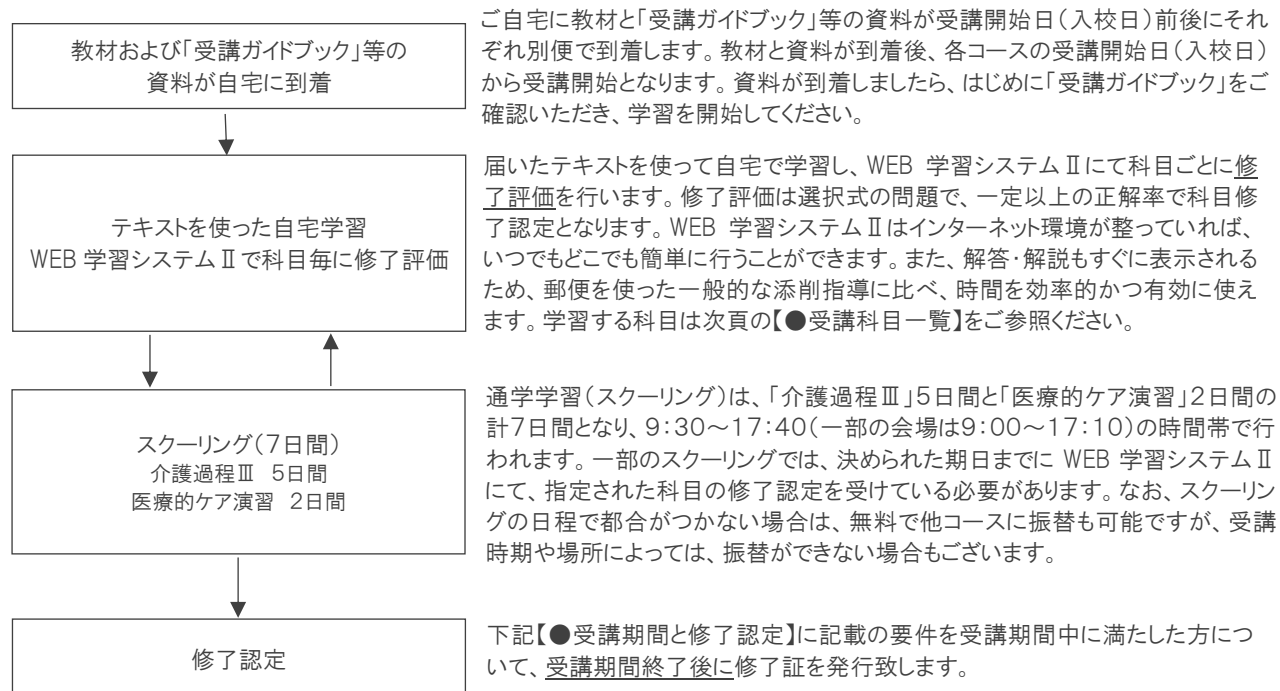 教材および「受講ガイドブック」等の
資料が自宅に到着
ご自宅に教材と「受講ガイドブック」等の資料が受講開始日(入校日)前後にそれ
ぞれ別便で到着します。教材と資料が到着後、各コースの受講開始日(入校日)
から受講開始となります。資料が到着しましたら、はじめに「受講ガイドブック」をご
確認いただき、学習を開始してください。
テキストを使った自宅学習
WEB 学習システムⅡで科目毎に修了評価
届いたテキストを使って自宅で学習し、WEB 学習システムⅡにて科目ごとに修
了評価を行います。修了評価は選択式の問題で、一定以上の正解率で科目修
了認定となります。WEB 学習システムⅡはインターネット環境が整っていれば、
いつでもどこでも簡単に行うことができます。また、解答・解説もすぐに表示される
ため、郵便を使った一般的な添削指導に比べ、時間を効率的かつ有効に使え
ます。学習する科目は次頁の【●受講科目一覧】をご参照ください。
スクーリング(7日間)
介護過程Ⅲ 5日間
医療的ケア演習 2日間
通学学習(スクーリング)は、「介護過程Ⅲ」5日間と「医療的ケア演習」2日間の
計7日間となり、9:30~17:40(一部の会場は9:00~17:10)の時間帯で行
われます。一部のスクーリングでは、決められた期日までに WEB 学習システムⅡ
にて、指定された科目の修了認定を受けている必要があります。なお、スクーリン
グの日程で都合がつかない場合は、無料で他コースに振替も可能ですが、受講
時期や場所によっては、振替ができない場合もございます。
修了認定
下記【●受講期間と修了認定】に記載の要件を受講期間中に満たした方につ
いて、受講期間終了後に修了証を発行致します。